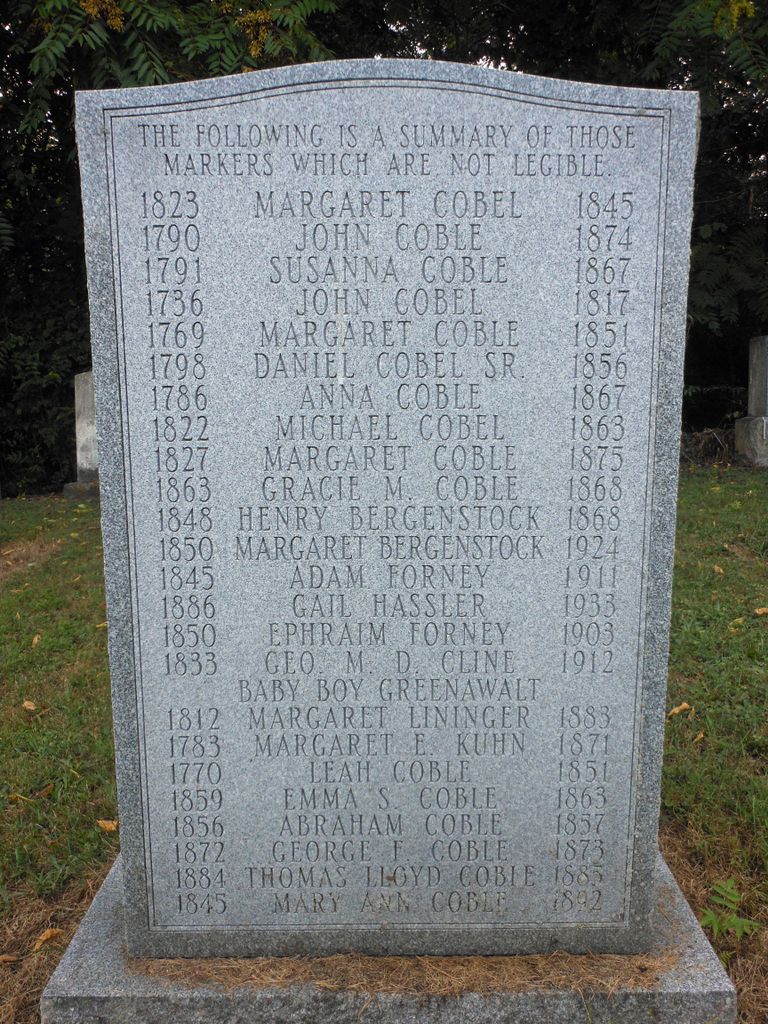 THE FOLLOWING IS A SUMMARY OF THOSE
MARKERS WHICH ARE NOT LEGIBLE.
1823 MARGARET COBEL 1845
1790 JOHN COBLE 1874
1791 SUSANNA COBLE 1867
1736 JOHN COBEL 1817
1769 MARGARET COBLE 1851
1798 DANIEL COBEL SR. 1856
1786 ANNA COBLE 1867
1822 MICHAEL COBEL 1863
1827 MARGARET COBLE 1875
1863 GRACIE M. COBLE 1868
1848 HENRY BERGENSTOCK 1868
1850 MARGARET BERGENSTOCK 1924
1845 ADAM FORNEY 1911
1886 GAIL HASSLER 1933
1850 EPHRAIM FORNEY 1903
1833 GEO. M. D. CLINE 1912
BABY BOY GREENAWALT
1812 MARGARET LININGER 1883
1783 MARGARET E. KUHN 1871
1770 LEAH COBLE 1851
1859 EMMA S. COBLE 1863
1856 ABRAHAM COBLE 1857
1872 GEORGE F. COBLE 1873
1884 THOMAS LLOYD COBLE 1885
1845 MARY ANN COBLE 1892